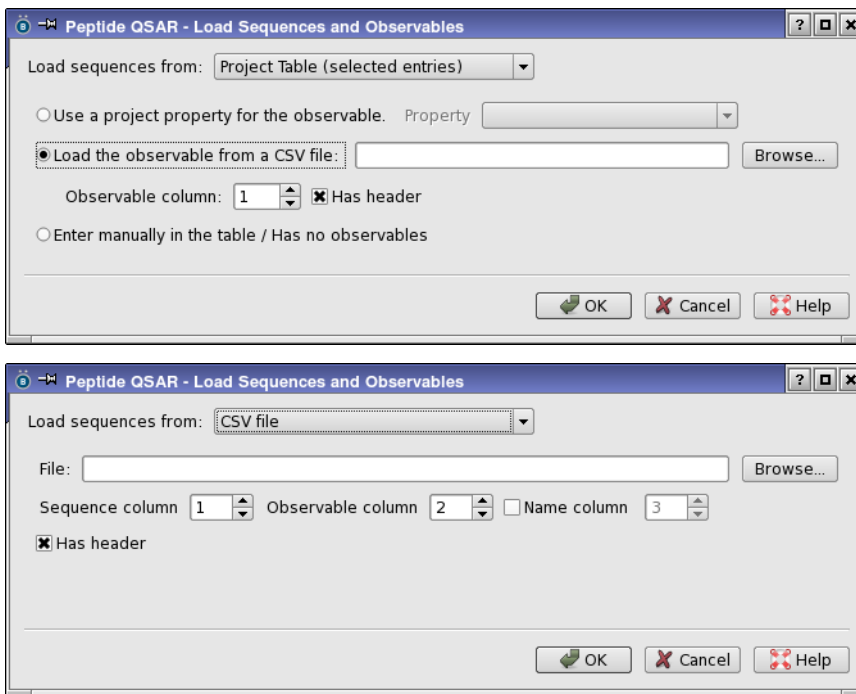 Peptide QSAR - Load Sequences and Observables ?
Load sequences from: Project Table (selected entries)
Use a project property for the observable. Property
Load the observable from a CSV file: Browse...
Observable column: 1 Has header
Enter manually in the table / Has no observables
OK Cancel Help
Peptide QSAR - Load Sequences and Observables ?
Load sequences from: CSV file
File: Browse...
Sequence column 1 Observable column 2 Name column 3
Has header
OK Cancel Help